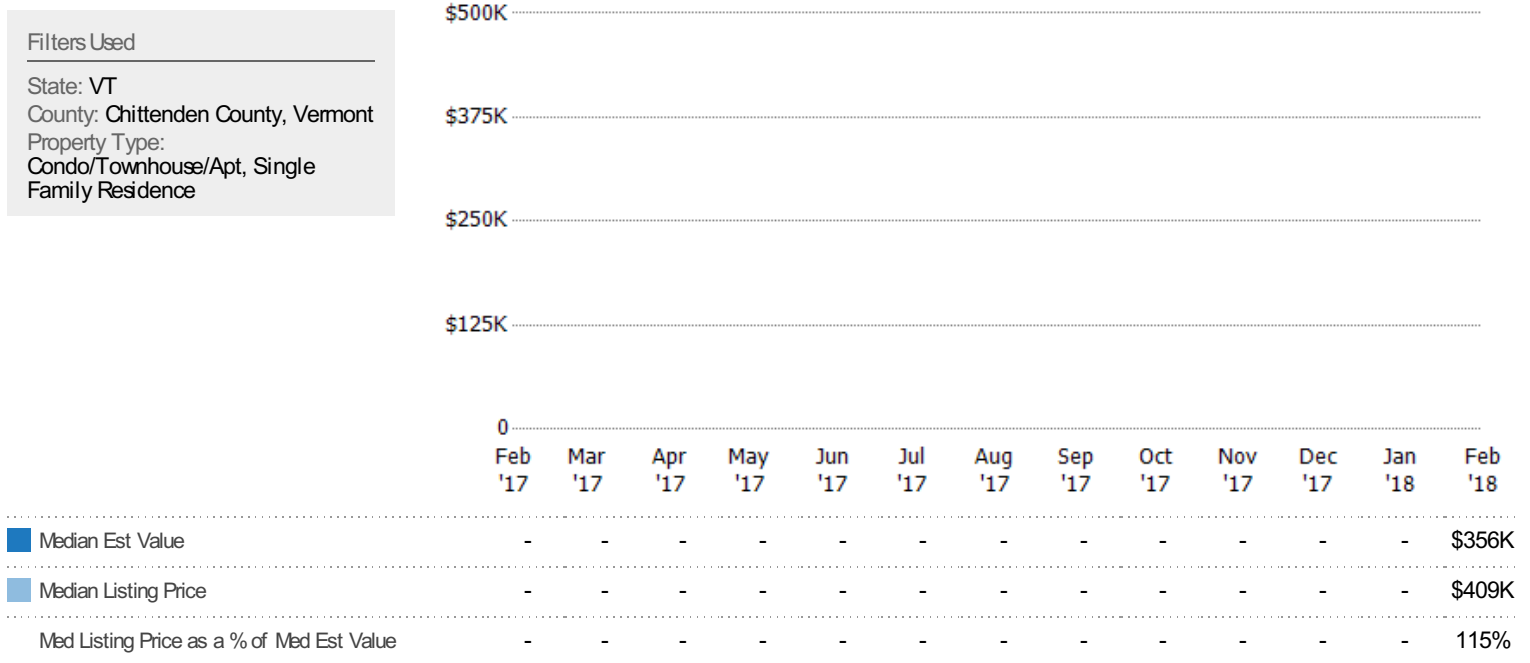 Filters Used
State: VT
County: Chittenden County, Vermont
Property Type:
Condo/Townhouse/Apt, Single
Family Residence
$500K
$375K
$250K
$125K
0
Feb '17 Mar '17 Apr '17 May '17 Jun '17 Jul '17 Aug '17 Sep '17 Oct '17 Nov '17 Dec '17 Jan '18 Feb '18
Median Est Value - - - - - - - - - - - - $356K
Median Listing Price - - - - - - - - - - - - $409K
Med Listing Price as a % of Med Est Value - - - - - - - - - - - - 115%